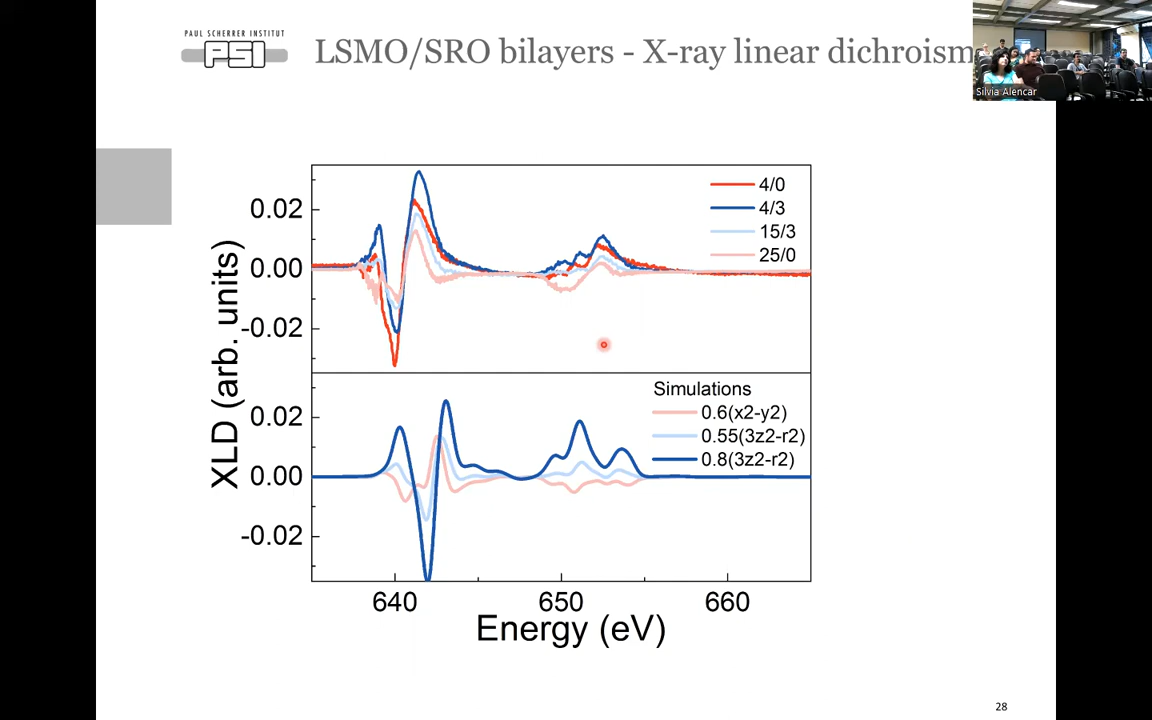 PAUL SCHERRER INSTITUT
PSI
LSMO/SRO bilayers - X-ray linear dichroism
Silvia Alencar
4/0
4/3
15/3
25/0
0.02
0.00
-0.02
Simulations
0.6(x2-y2)
0.55(3z2-r2)
0.8(3z2-r2)
0.02
0.00
-0.02
XLD (arb. units)
640 650 660
Energy (eV)
28